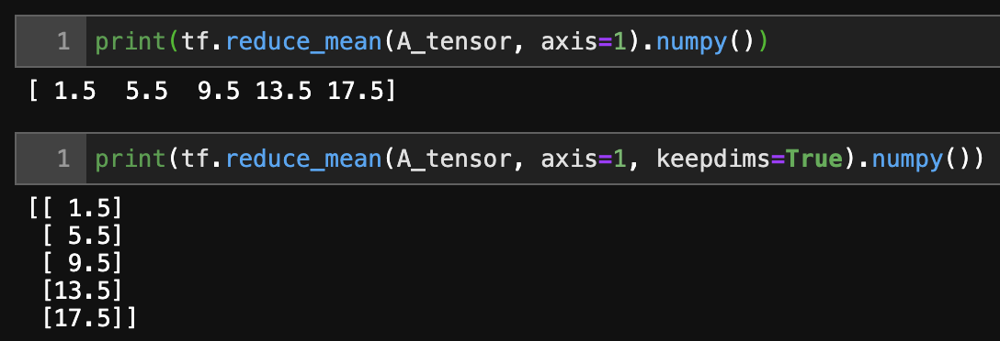 1 print(tf.reduce_mean(A_tensor, axis=1).numpy())
[ 1.5  5.5  9.5 13.5 17.5]
1 print(tf.reduce_mean(A_tensor, axis=1, keepdims=True).numpy())
[[ 1.5]
 [ 5.5]
 [ 9.5]
 [13.5]
 [17.5]]